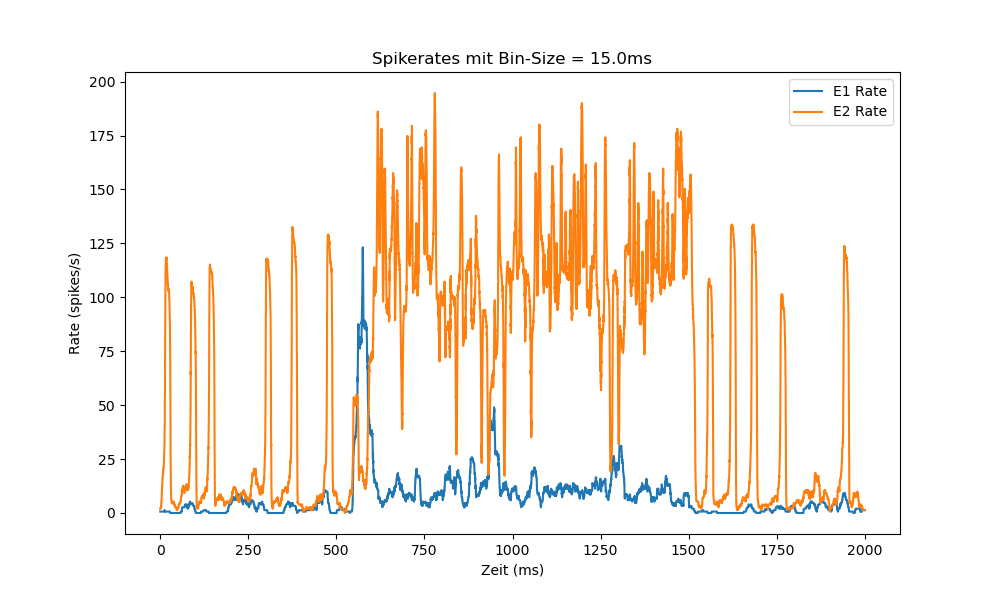 Spikerates mit Bin-Size = 15.0ms
E1 Rate
E2 Rate
Rate (spikes/s)
200
175
150
125
100
75
50
25
0
0 250 500 750 1000 1250 1500 1750 2000
Zeit (ms)